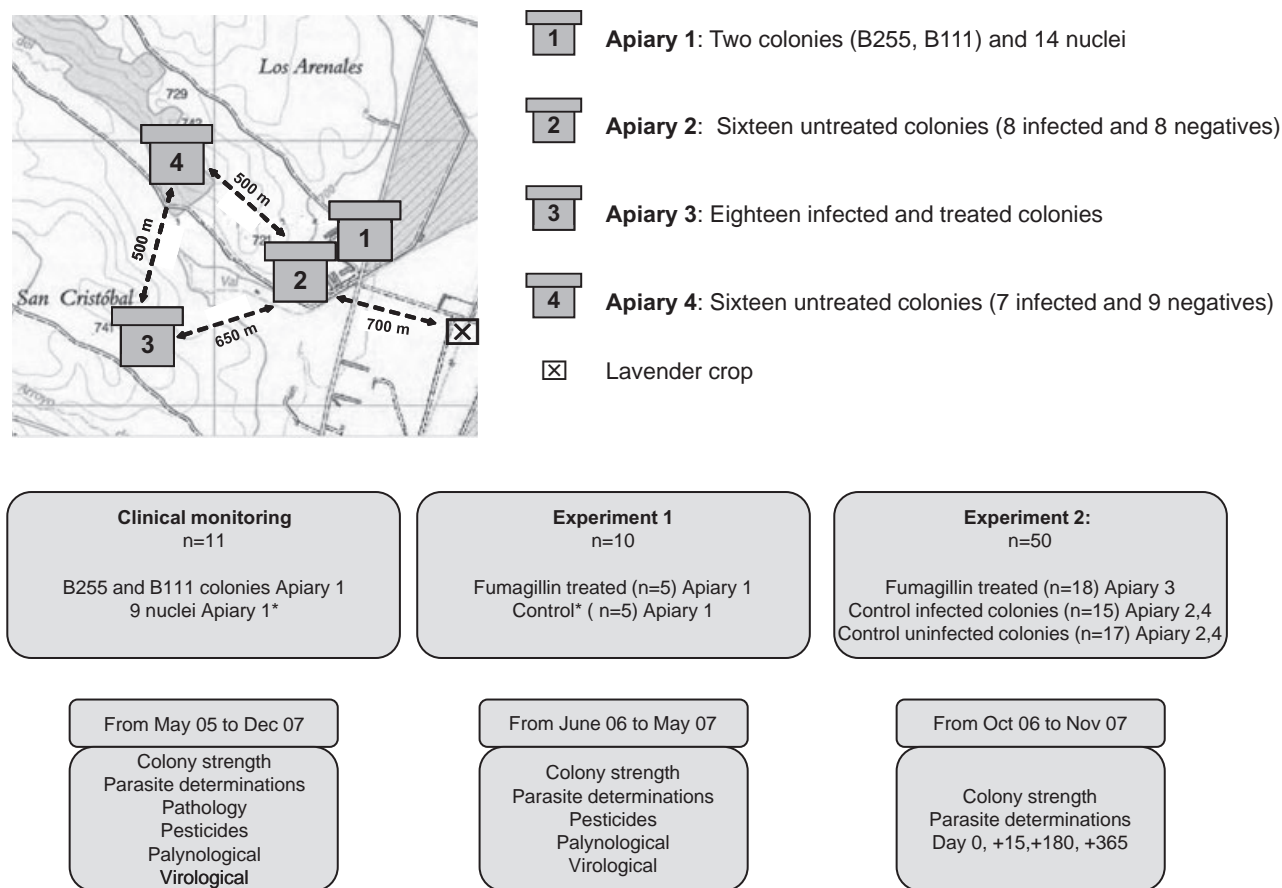 del
Los Arenales
729
742
4
500 m
1
721
2
500 m
Val
San Cristóbal
741
3
650 m
700 m
Arroyo
1 Apiary 1: Two colonies (B255, B111) and 14 nuclei
2 Apiary 2: Sixteen untreated colonies (8 infected and 8 negatives)
3 Apiary 3: Eighteen infected and treated colonies
4 Apiary 4: Sixteen untreated colonies (7 infected and 9 negatives)
Lavender crop
Clinical monitoring
n=11
B255 and B111 colonies Apiary 1
9 nuclei Apiary 1*
Experiment 1
n=10
Fumagillin treated (n=5) Apiary 1
Control* ( n=5) Apiary 1
Experiment 2:
n=50
Fumagillin treated (n=18) Apiary 3
Control infected colonies (n=15) Apiary 2,4
Control uninfected colonies (n=17) Apiary 2,4
From May 05 to Dec 07
Colony strength
Parasite determinations
Pathology
Pesticides
Palynological
Virological
From June 06 to May 07
Colony strength
Parasite determinations
Pesticides
Palynological
Virological
From Oct 06 to Nov 07
Colony strength
Parasite determinations
Day 0, +15,+180, +365